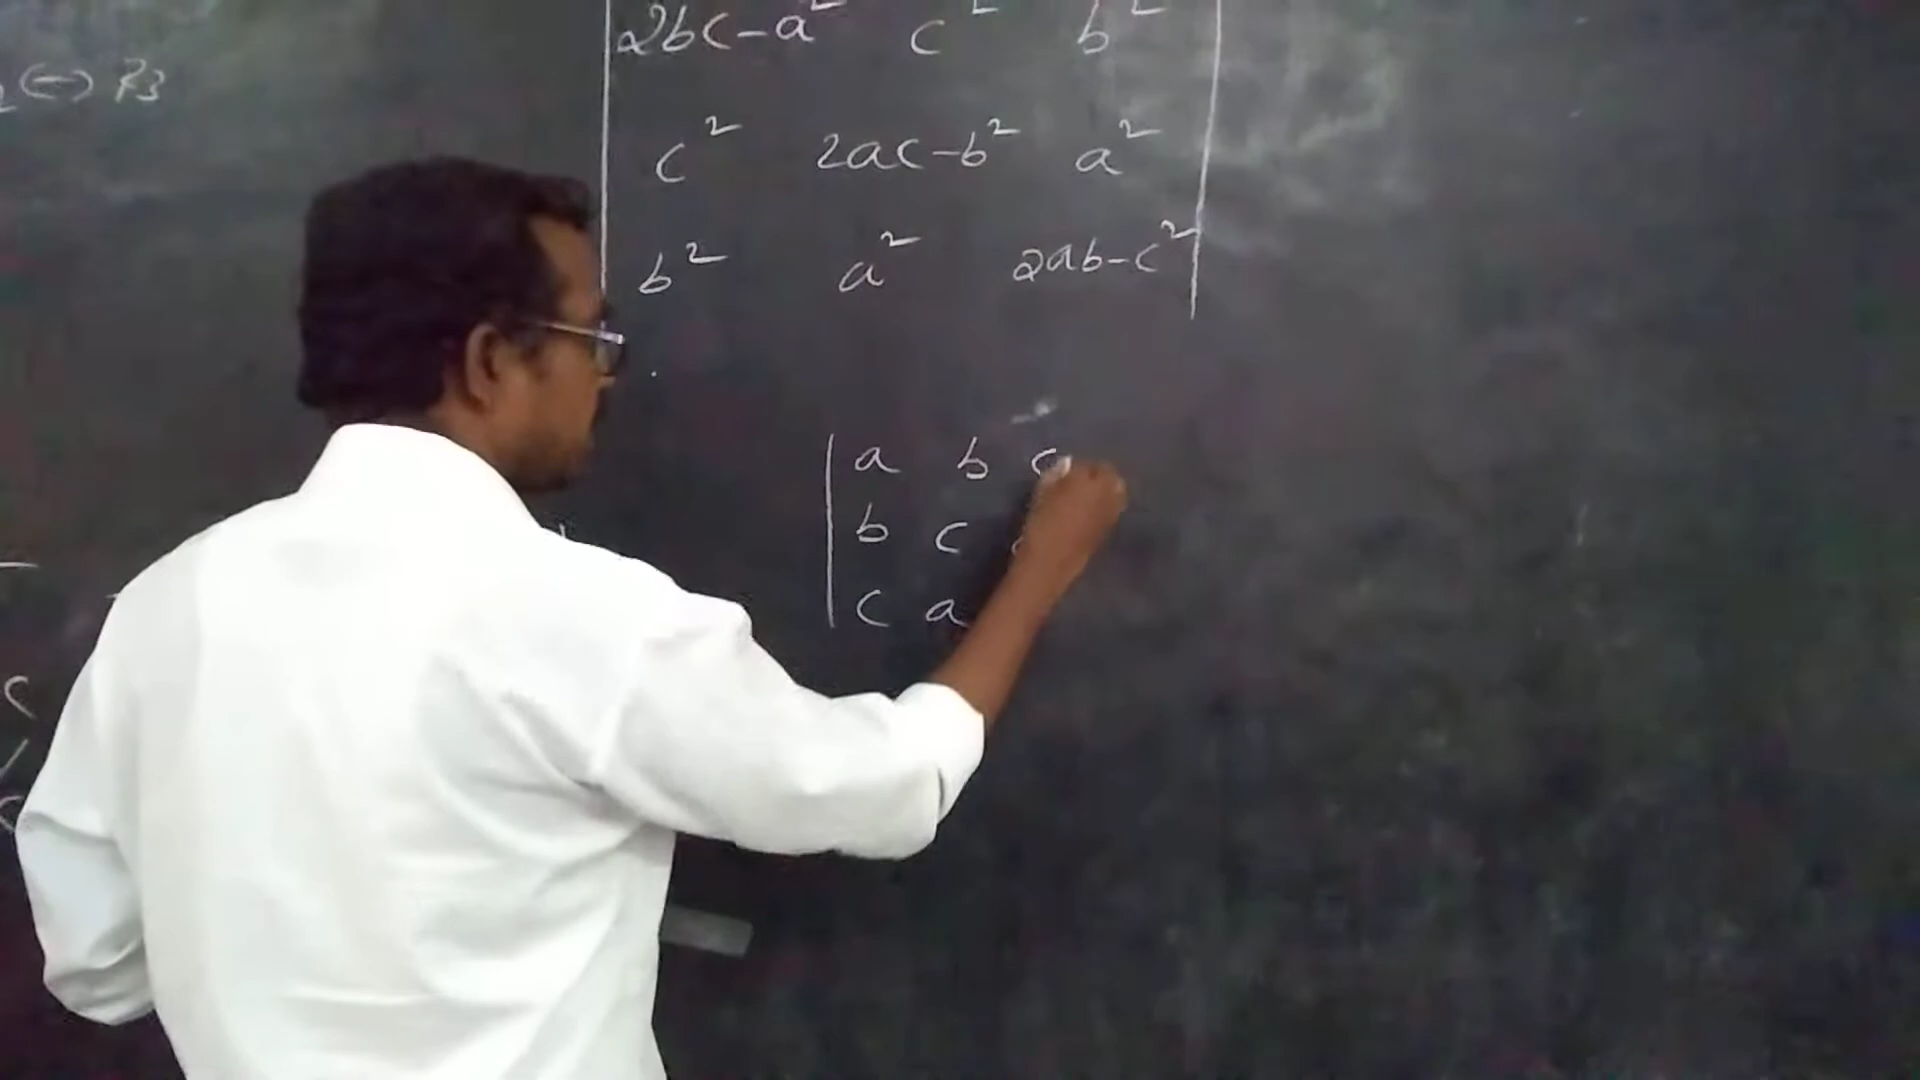 2bc-a² c² b²
c² 2ac-b² a²
b² a² 2ab-c²
a b c
b c
c a